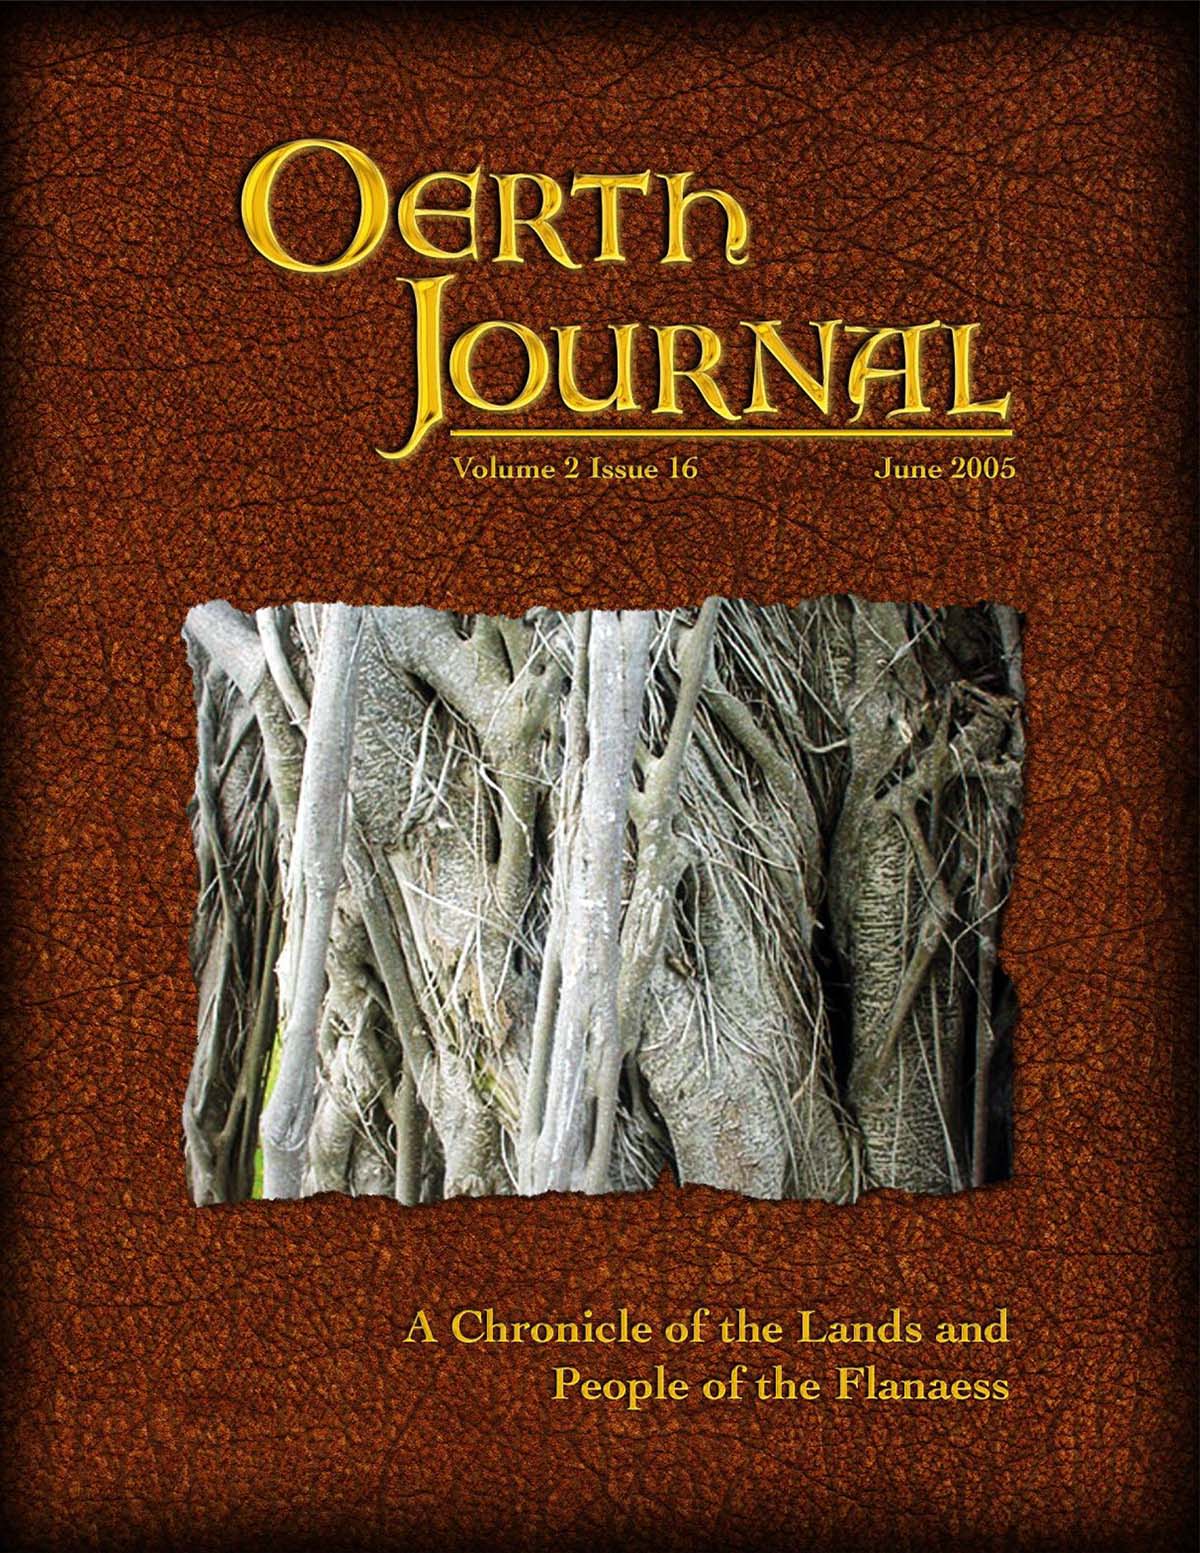 Oerth
Journal
Volume 2 Issue 16 June 2005
A Chronicle of the Lands and
People of the Flanaess